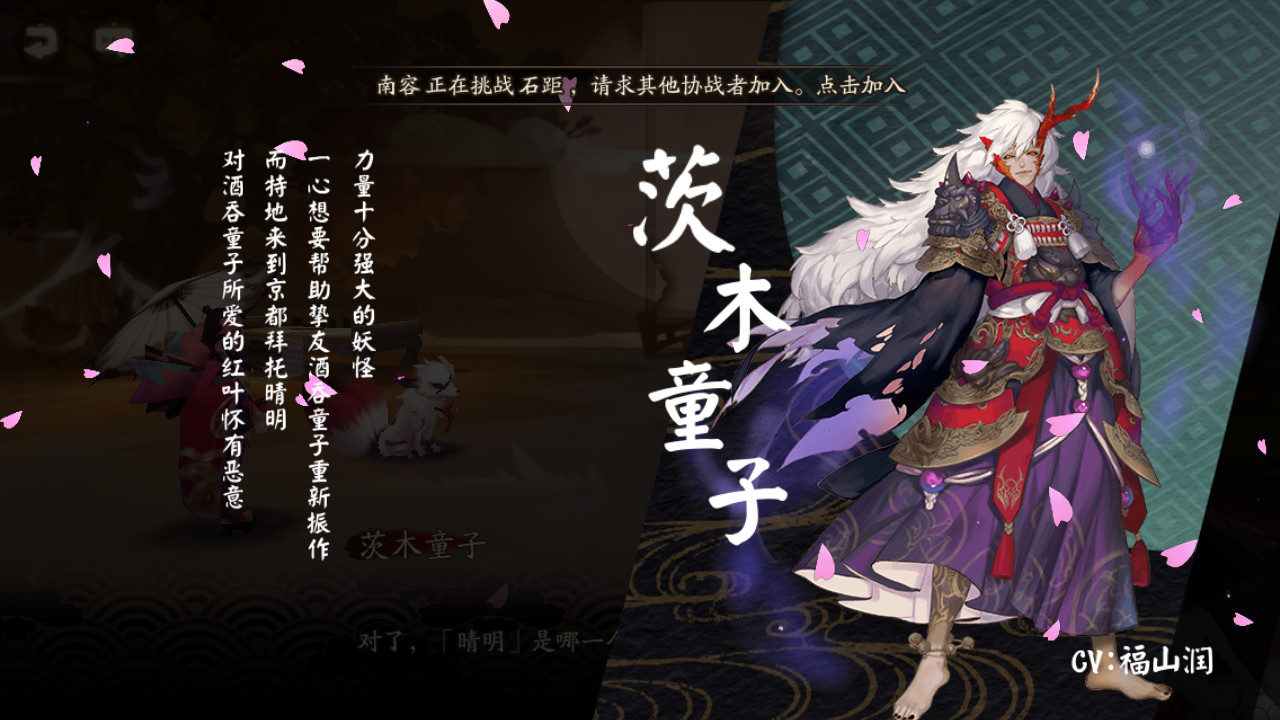 南容 正在挑战 石距，请求其他协战者加入。点击加入
茨木童子
力量十分强大的妖怪
一心想要帮助挚友酒吞童子重新振作
而特地来到京都拜托晴明
对酒吞童子所爱的红叶怀有恶意
茨木童子
对了，「晴明」是哪一
CV:福山润